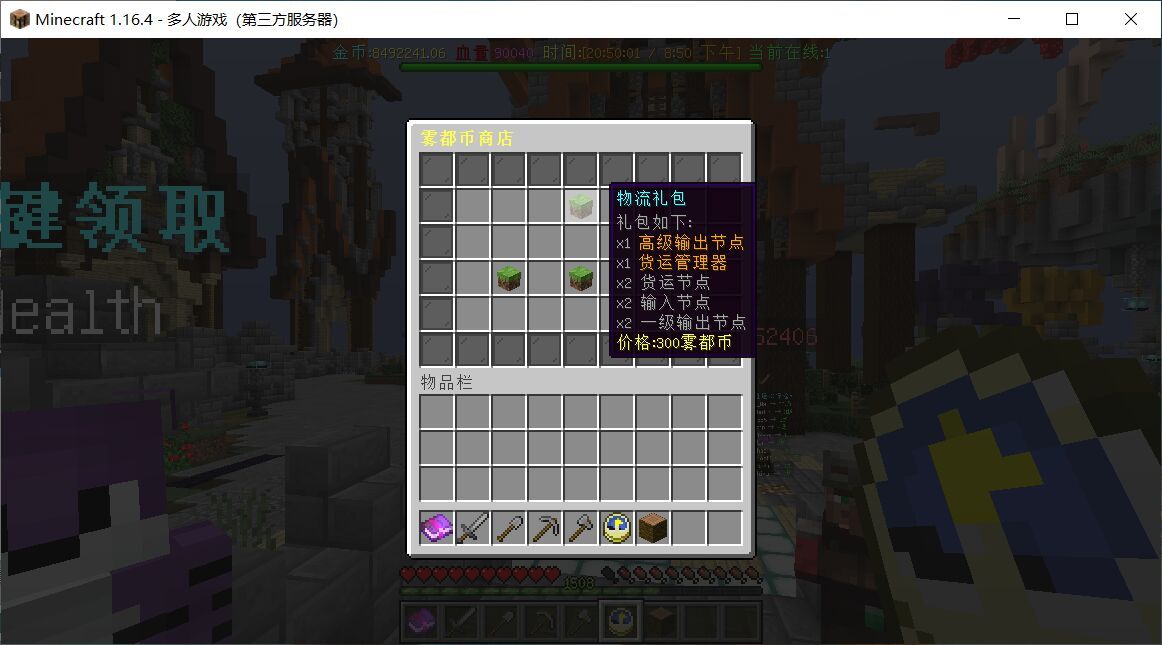 Minecraft 1.16.4 - 多人游戏（第三方服务器）
金币:8492241.06 血量 90040 时间:[20:50:01 / 8:50 下午] 当前在线:1
雾都币商店
键领取
Health
物流礼包
礼包如下:
x1 高级输出节点
x1 货运管理器
x2 货运节点
x2 输入节点
x2 一级输出节点
价格:300雾都币
52406
物品栏
1508